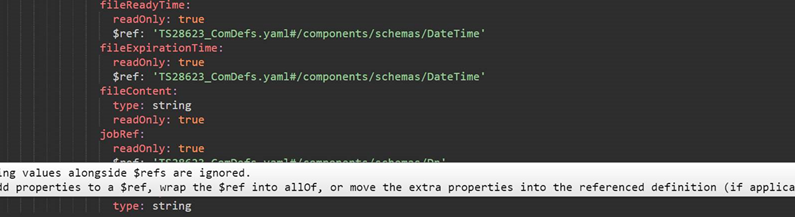 fileReadyTime:
readOnly: true
$ref: 'TS28623_ComDefs.yaml#/components/schemas/DateTime'
fileExpirationTime:
readOnly: true
$ref: 'TS28623_ComDefs.yaml#/components/schemas/DateTime'
fileContent:
type: string
readOnly: true
jobRef:
readOnly: true
$ref: 'TS28623_ComDefs.yaml#/components/schemas/Dn'
ing values alongside $refs are ignored.
dd properties to a $ref, wrap the $ref into allOf, or move the extra properties into the referenced definition (if applica
type: string